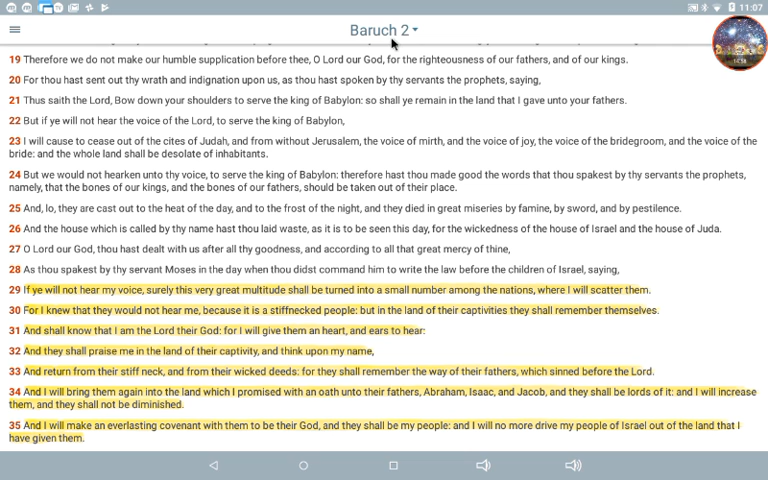 11:07
Baruch 2
19 Therefore we do not make our humble supplication before thee, O Lord our God, for the righteousness of our fathers, and of our kings.
20 For thou hast sent out thy wrath and indignation upon us, as thou hast spoken by thy servants the prophets, saying,
21 Thus saith the Lord, Bow down your shoulders to serve the king of Babylon: so shall ye remain in the land that I gave unto your fathers.
22 But if ye will not hear the voice of the Lord, to serve the king of Babylon,
23 I will cause to cease out of the cites of Judah, and from without Jerusalem, the voice of mirth, and the voice of joy, the voice of the bridegroom, and the voice of the
bride: and the whole land shall be desolate of inhabitants.
24 But we would not hearken unto thy voice, to serve the king of Babylon: therefore hast thou made good the words that thou spakest by thy servants the prophets,
namely, that the bones of our kings, and the bones of our fathers, should be taken out of their place.
25 And, lo, they are cast out to the heat of the day, and to the frost of the night, and they died in great miseries by famine, by sword, and by pestilence.
26 And the house which is called by thy name hast thou laid waste, as it is to be seen this day, for the wickedness of the house of Israel and the house of Juda.
27 O Lord our God, thou hast dealt with us after all thy goodness, and according to all that great mercy of thine,
28 As thou spakest by thy servant Moses in the day when thou didst command him to write the law before the children of Israel, saying,
29 If ye will not hear my voice, surely this very great multitude shall be turned into a small number among the nations, where I will scatter them.
30 For I knew that they would not hear me, because it is a stiffnecked people: but in the land of their captivities they shall remember themselves.
31 And shall know that I am the Lord their God: for I will give them an heart, and ears to hear:
32 And they shall praise me in the land of their captivity, and think upon my name,
33 And return from their stiff neck, and from their wicked deeds: for they shall remember the way of their fathers, which sinned before the Lord.
34 And I will bring them again into the land which I promised with an oath unto their fathers, Abraham, Isaac, and Jacob, and they shall be lords of it: and I will increase
them, and they shall not be diminished.
35 And I will make an everlasting covenant with them to be their God, and they shall be my people: and I will no more drive my people of Israel out of the land that I
have given them.